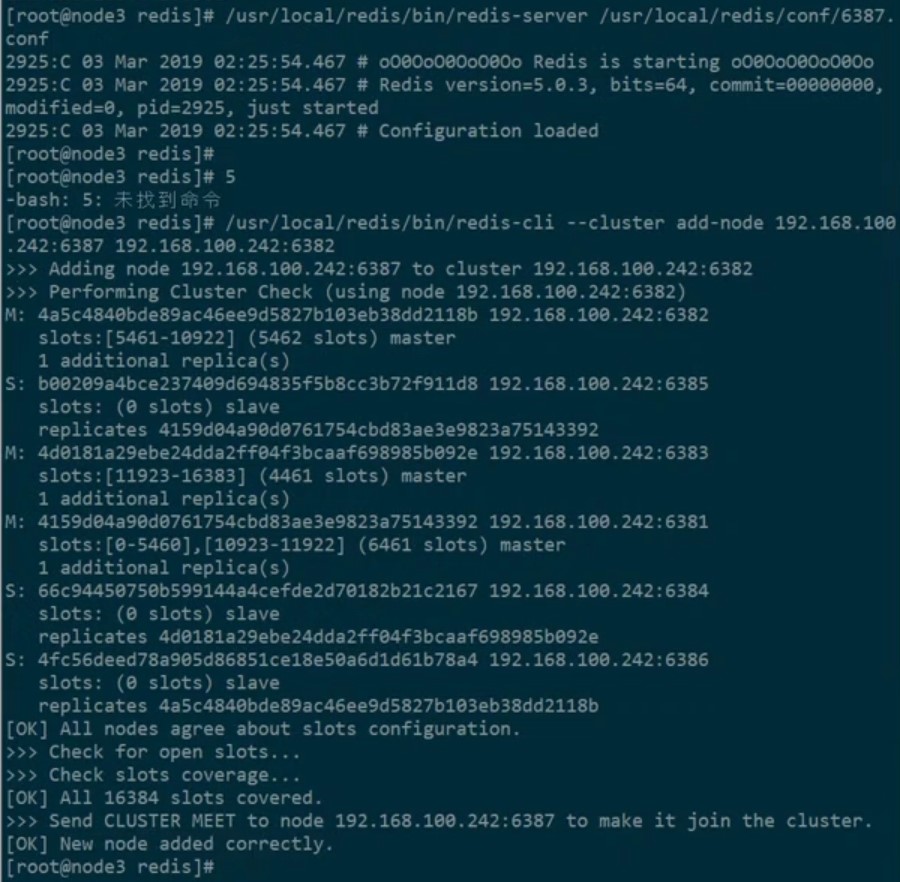 [root@node3 redis]# /usr/local/redis/bin/redis-server /usr/local/redis/conf/6387.
conf
2925:C 03 Mar 2019 02:25:54.467 # oO0OoO0OoO0Oo Redis is starting oO0OoO0OoO0Oo
2925:C 03 Mar 2019 02:25:54.467 # Redis version=5.0.3, bits=64, commit=00000000,
modified=0, pid=2925, just started
2925:C 03 Mar 2019 02:25:54.467 # Configuration loaded
[root@node3 redis]#
[root@node3 redis]# 5
-bash: 5: 未找到命令
[root@node3 redis]# /usr/local/redis/bin/redis-cli --cluster add-node 192.168.100
.242:6387 192.168.100.242:6382
>>> Adding node 192.168.100.242:6387 to cluster 192.168.100.242:6382
>>> Performing Cluster Check (using node 192.168.100.242:6382)
M: 4a5c4840bde89ac46ee9d5827b103eb38dd2118b 192.168.100.242:6382
   slots:[5461-10922] (5462 slots) master
   1 additional replica(s)
S: b00209a4bce237409d694835f5b8cc3b72f911d8 192.168.100.242:6385
   slots: (0 slots) slave
   replicates 4159d04a90d0761754cbd83ae3e9823a75143392
M: 4d0181a29ebe24dda2ff04f3bcaaf698985b092e 192.168.100.242:6383
   slots:[11923-16383] (4461 slots) master
   1 additional replica(s)
M: 4159d04a90d0761754cbd83ae3e9823a75143392 192.168.100.242:6381
   slots:[0-5460],[10923-11922] (6461 slots) master
   1 additional replica(s)
S: 66c94450750b599144a4cefde2d70182b21c2167 192.168.100.242:6384
   slots: (0 slots) slave
   replicates 4d0181a29ebe24dda2ff04f3bcaaf698985b092e
S: 4fc56deed78a905d86851ce18e50a6d1d61b78a4 192.168.100.242:6386
   slots: (0 slots) slave
   replicates 4a5c4840bde89ac46ee9d5827b103eb38dd2118b
[OK] All nodes agree about slots configuration.
>>> Check for open slots...
>>> Check slots coverage...
[OK] All 16384 slots covered.
>>> Send CLUSTER MEET to node 192.168.100.242:6387 to make it join the cluster.
[OK] New node added correctly.
[root@node3 redis]#